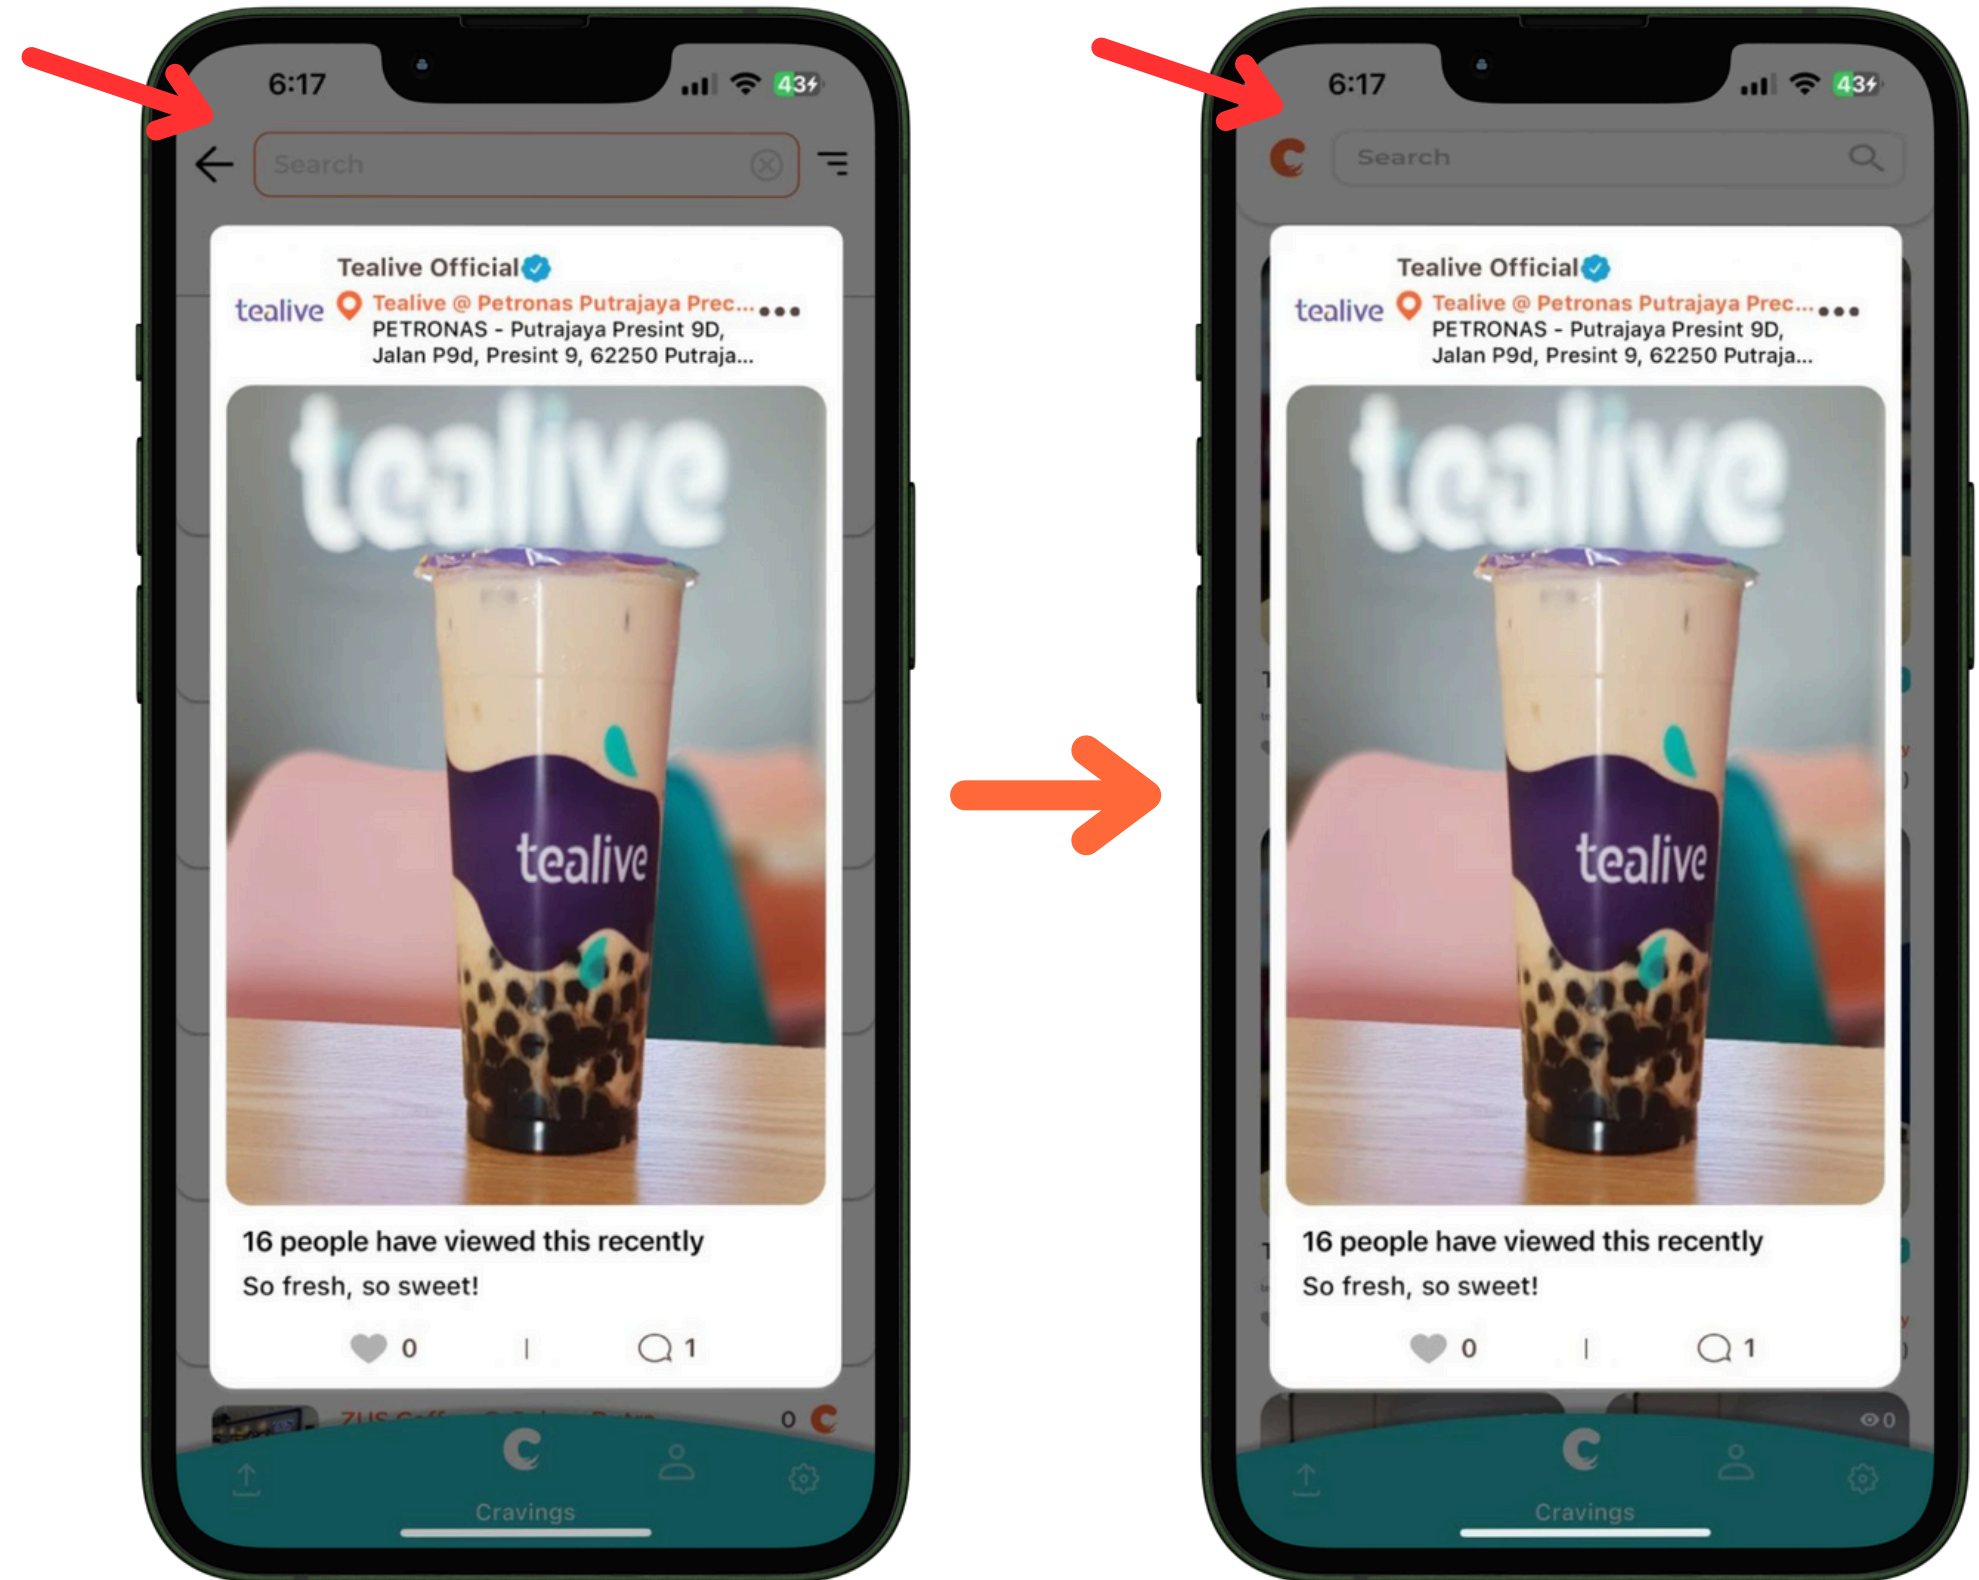 6:17
43
Search
Tealive Official
tealive
Tealive @ Petronas Putrajaya Prec...
PETRONAS - Putrajaya Presint 9D,
Jalan P9d, Presint 9, 62250 Putraja...
tealive
tealive
16 people have viewed this recently
So fresh, so sweet!
0
1
0
Cravings
6:17
43
Search
Tealive Official
tealive
Tealive @ Petronas Putrajaya Prec...
PETRONAS - Putrajaya Presint 9D,
Jalan P9d, Presint 9, 62250 Putraja...
tealive
tealive
16 people have viewed this recently
So fresh, so sweet!
0
1
0
Cravings